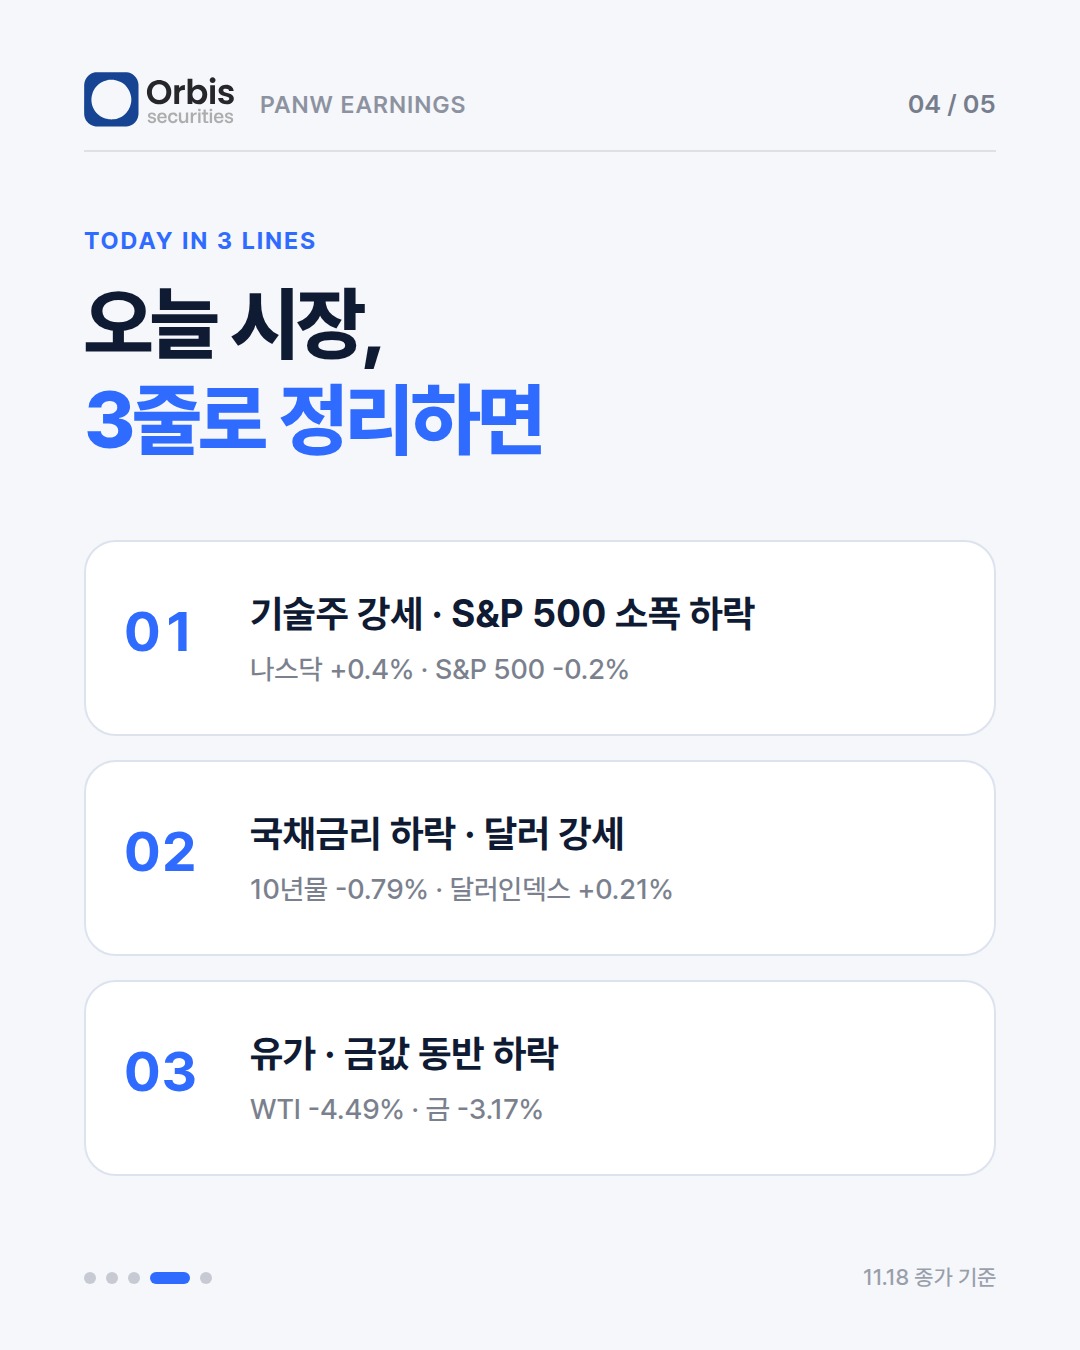 Orbis
securities
PANW EARNINGS
04 / 05
TODAY IN 3 LINES
오늘 시장,
3줄로 정리하면
01
기술주 강세 · S&P 500 소폭 하락
나스닥 +0.4% · S&P 500 -0.2%
02
국채금리 하락 · 달러 강세
10년물 -0.79% · 달러인덱스 +0.21%
03
유가 · 금값 동반 하락
WTI -4.49% · 금 -3.17%
11.18 종가 기준